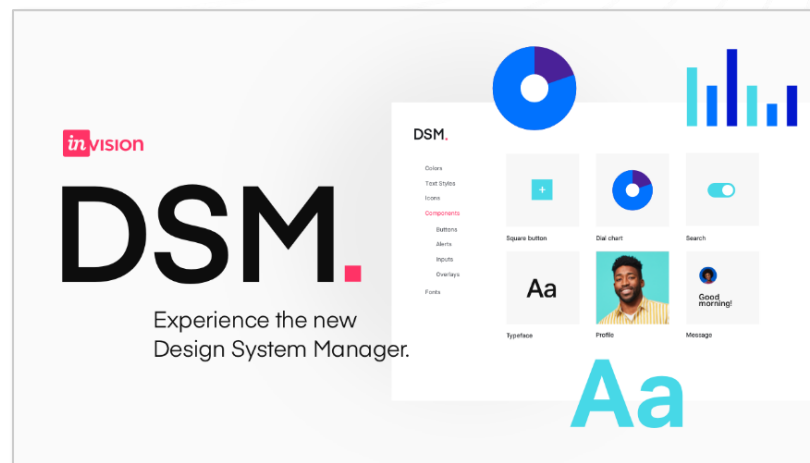 inVISION
DSM.
Experience the new
Design System Manager.
DSM.
Colors
Text Styles
Icons
Components
Buttons
Alerts
Inputs
Overlays
Fonts
+
Square button
Dial chart
Search
Aa
Good
morning!
Typeface
Profile
Message
Aa